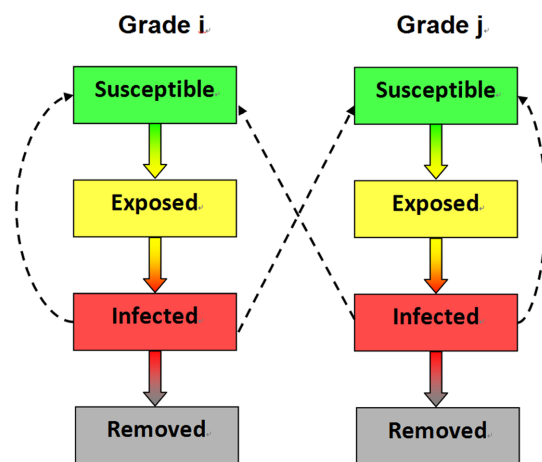 Grade i
Grade j
Susceptible
Susceptible
Exposed
Exposed
Infected
Infected
Removed
Removed